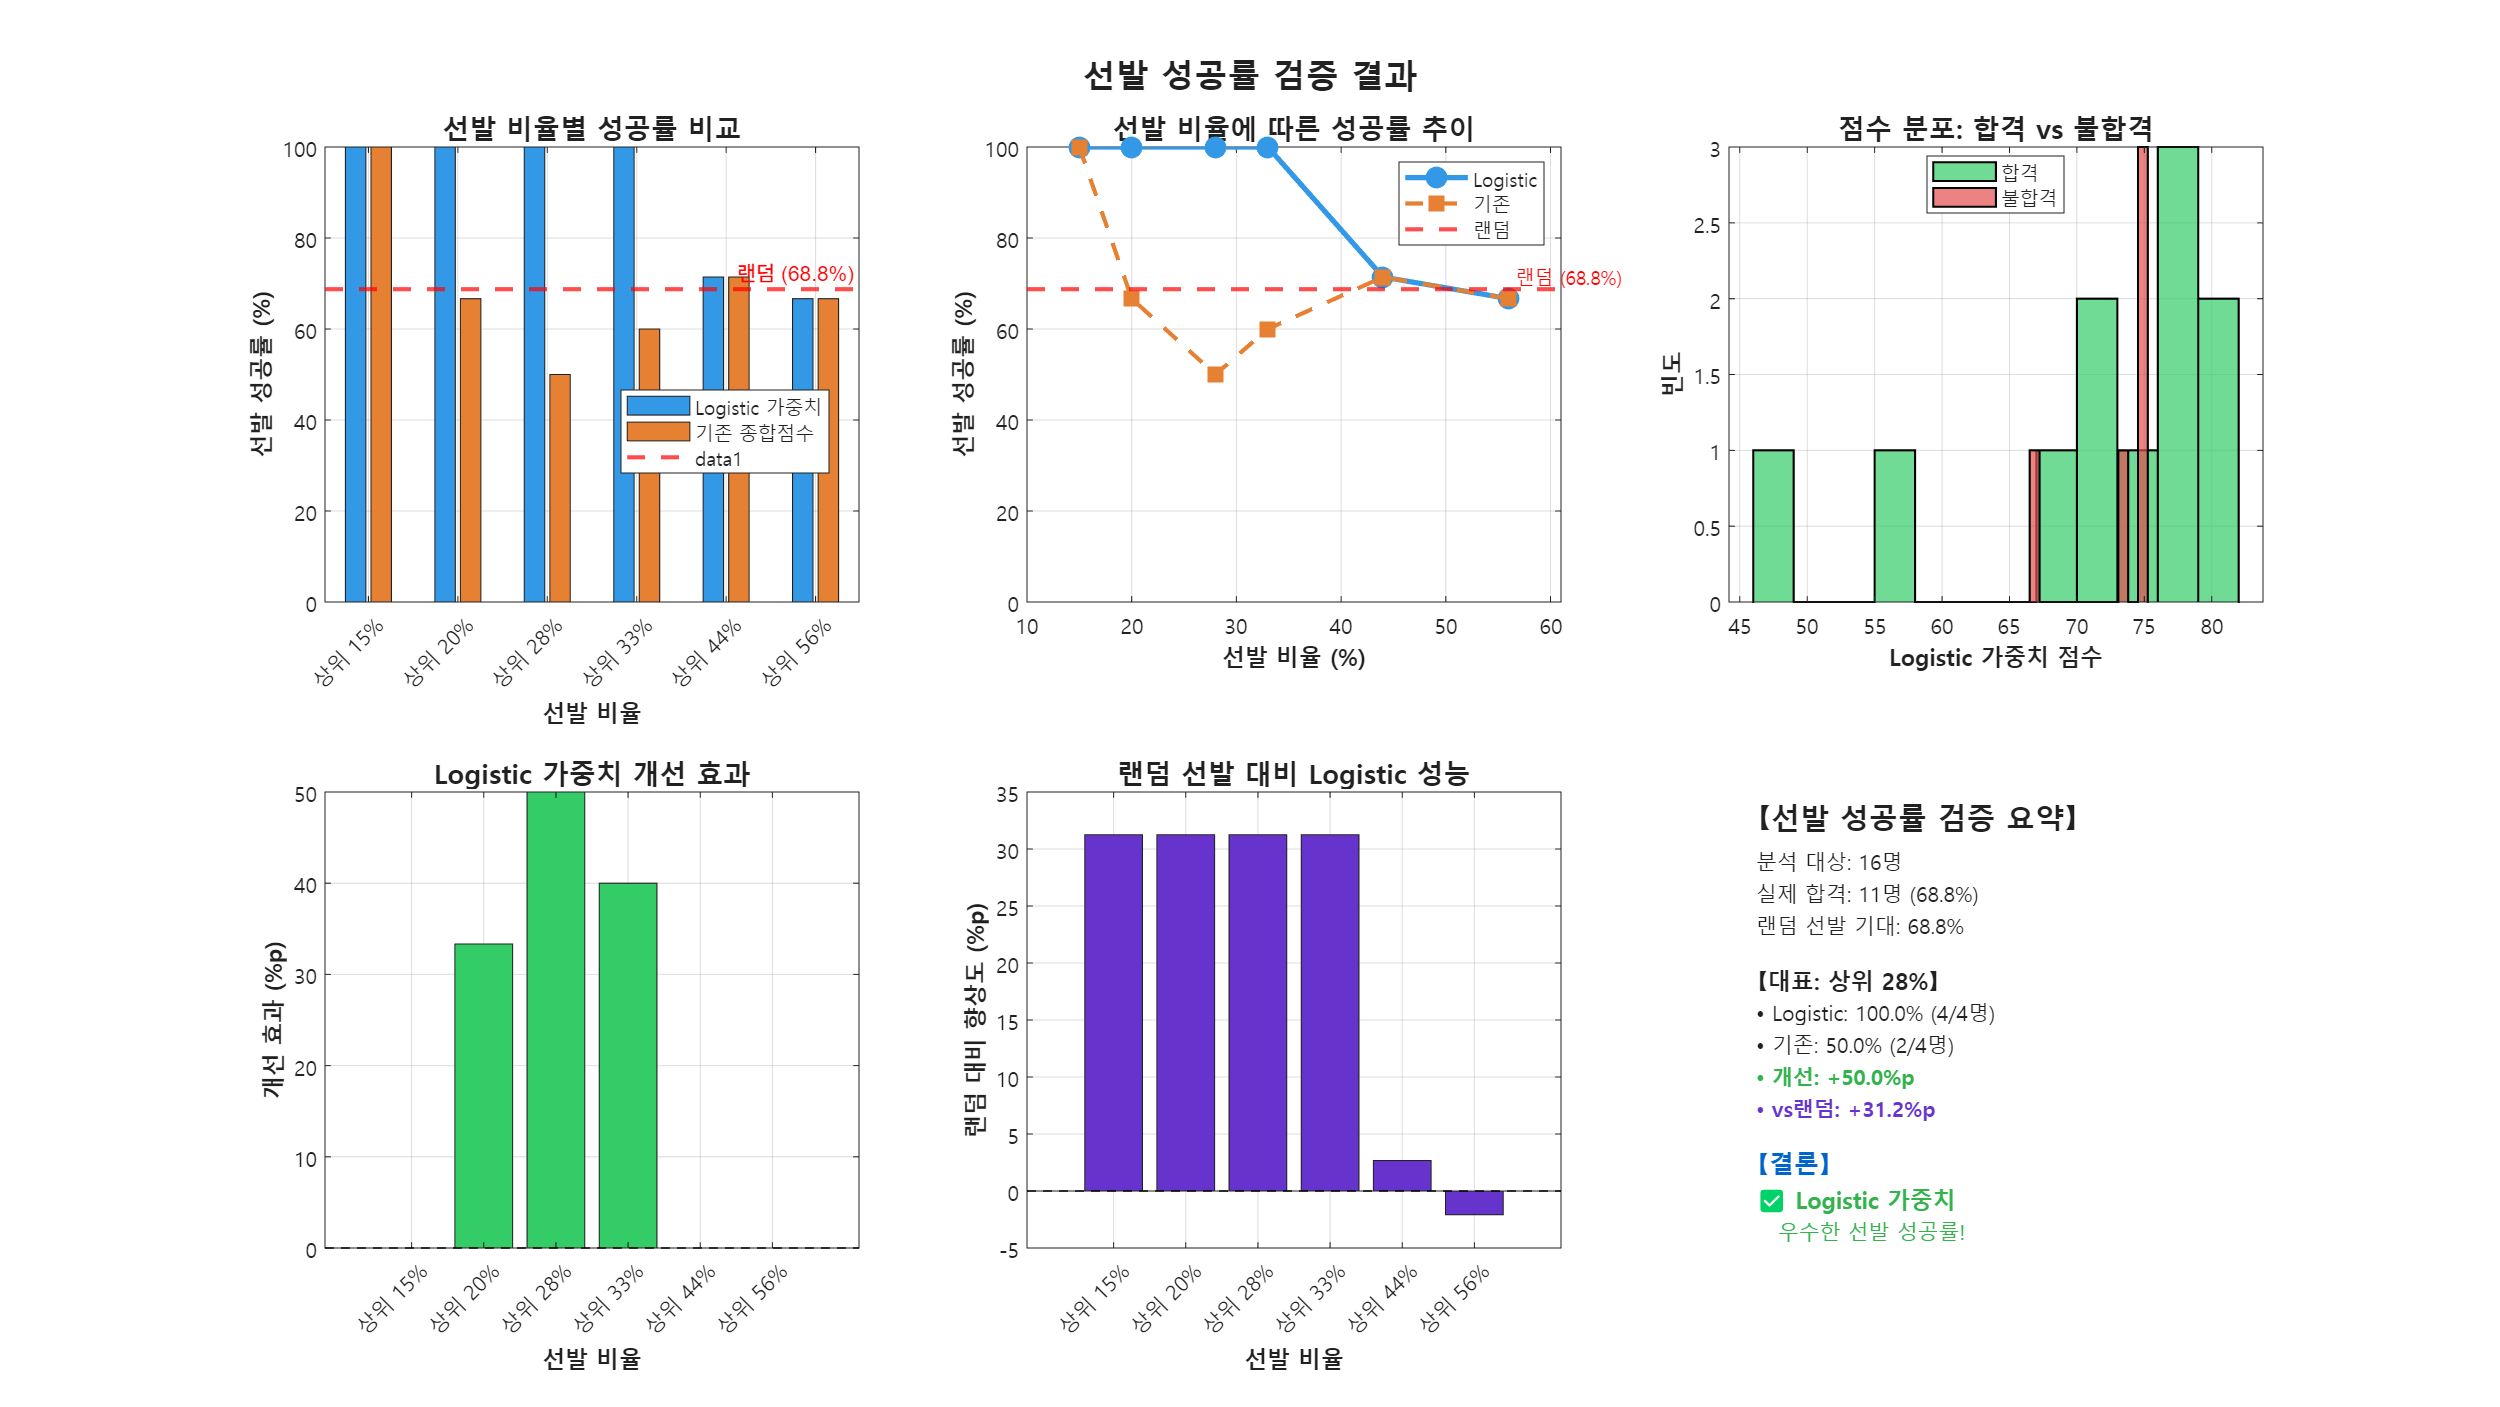 선발 성공률 검증 결과
선발 비율별 성공률 비교
100
80
60
40
20
0
선발 성공률 (%)
랜덤 (68.8%)
Logistic 가중치
기존 종합점수
data1
상위 15%
상위 20%
상위 28%
상위 33%
상위 44%
상위 56%
선발 비율
선발 비율에 따른 성공률 추이
100
80
60
40
20
0
선발 성공률 (%)
Logistic
기존
랜덤
랜덤 (68.8%)
10
20
30
40
50
60
선발 비율 (%)
점수 분포: 합격 vs 불합격
3
2.5
2
1.5
1
0.5
0
빈도
합격
불합격
45
50
55
60
65
70
75
80
Logistic 가중치 점수
Logistic 가중치 개선 효과
50
40
30
20
10
0
개선 효과 (%p)
상위 15%
상위 20%
상위 28%
상위 33%
상위 44%
상위 56%
선발 비율
랜덤 선발 대비 Logistic 성능
35
30
25
20
15
10
5
0
-5
랜덤 대비 향상도 (%p)
상위 15%
상위 20%
상위 28%
상위 33%
상위 44%
상위 56%
선발 비율
【선발 성공률 검증 요약】
분석 대상: 16명
실제 합격: 11명 (68.8%)
랜덤 선발 기대: 68.8%
【대표: 상위 28%】
• Logistic: 100.0% (4/4명)
• 기존: 50.0% (2/4명)
• 개선: +50.0%p
• vs랜덤: +31.2%p
【결론】
✅ Logistic 가중치
우수한 선발 성공률!